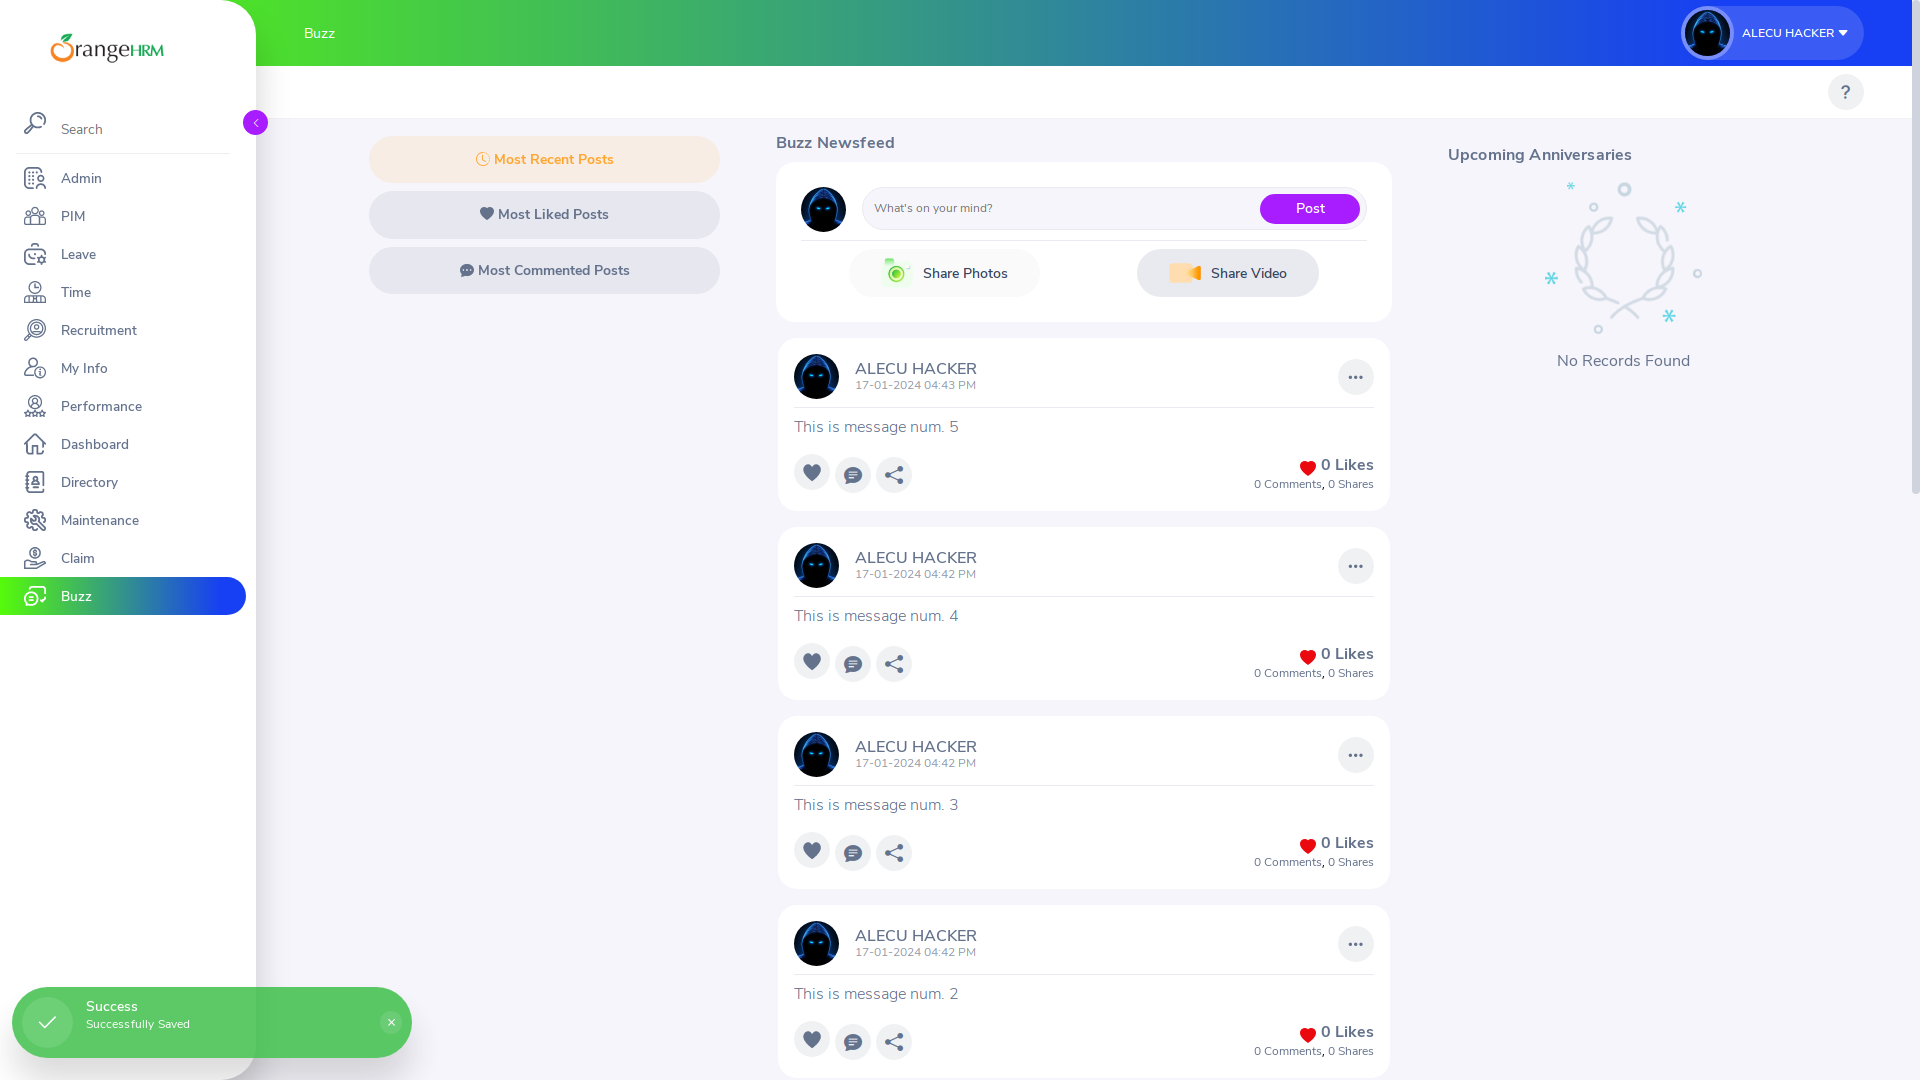 OrangeHRM
Search
Admin
PIM
Leave
Time
Recruitment
My Info
Performance
Dashboard
Directory
Maintenance
Claim
Buzz
Buzz
ALECU HACKER
?
Most Recent Posts
Most Liked Posts
Most Commented Posts
Buzz Newsfeed
What's on your mind?
Post
Share Photos
Share Video
ALECU HACKER
17-01-2024 04:43 PM
This is message num. 5
0 Likes
0 Comments, 0 Shares
ALECU HACKER
17-01-2024 04:42 PM
This is message num. 4
0 Likes
0 Comments, 0 Shares
ALECU HACKER
17-01-2024 04:42 PM
This is message num. 3
0 Likes
0 Comments, 0 Shares
ALECU HACKER
17-01-2024 04:42 PM
This is message num. 2
0 Likes
0 Comments, 0 Shares
Upcoming Anniversaries
No Records Found
Success
Successfully Saved